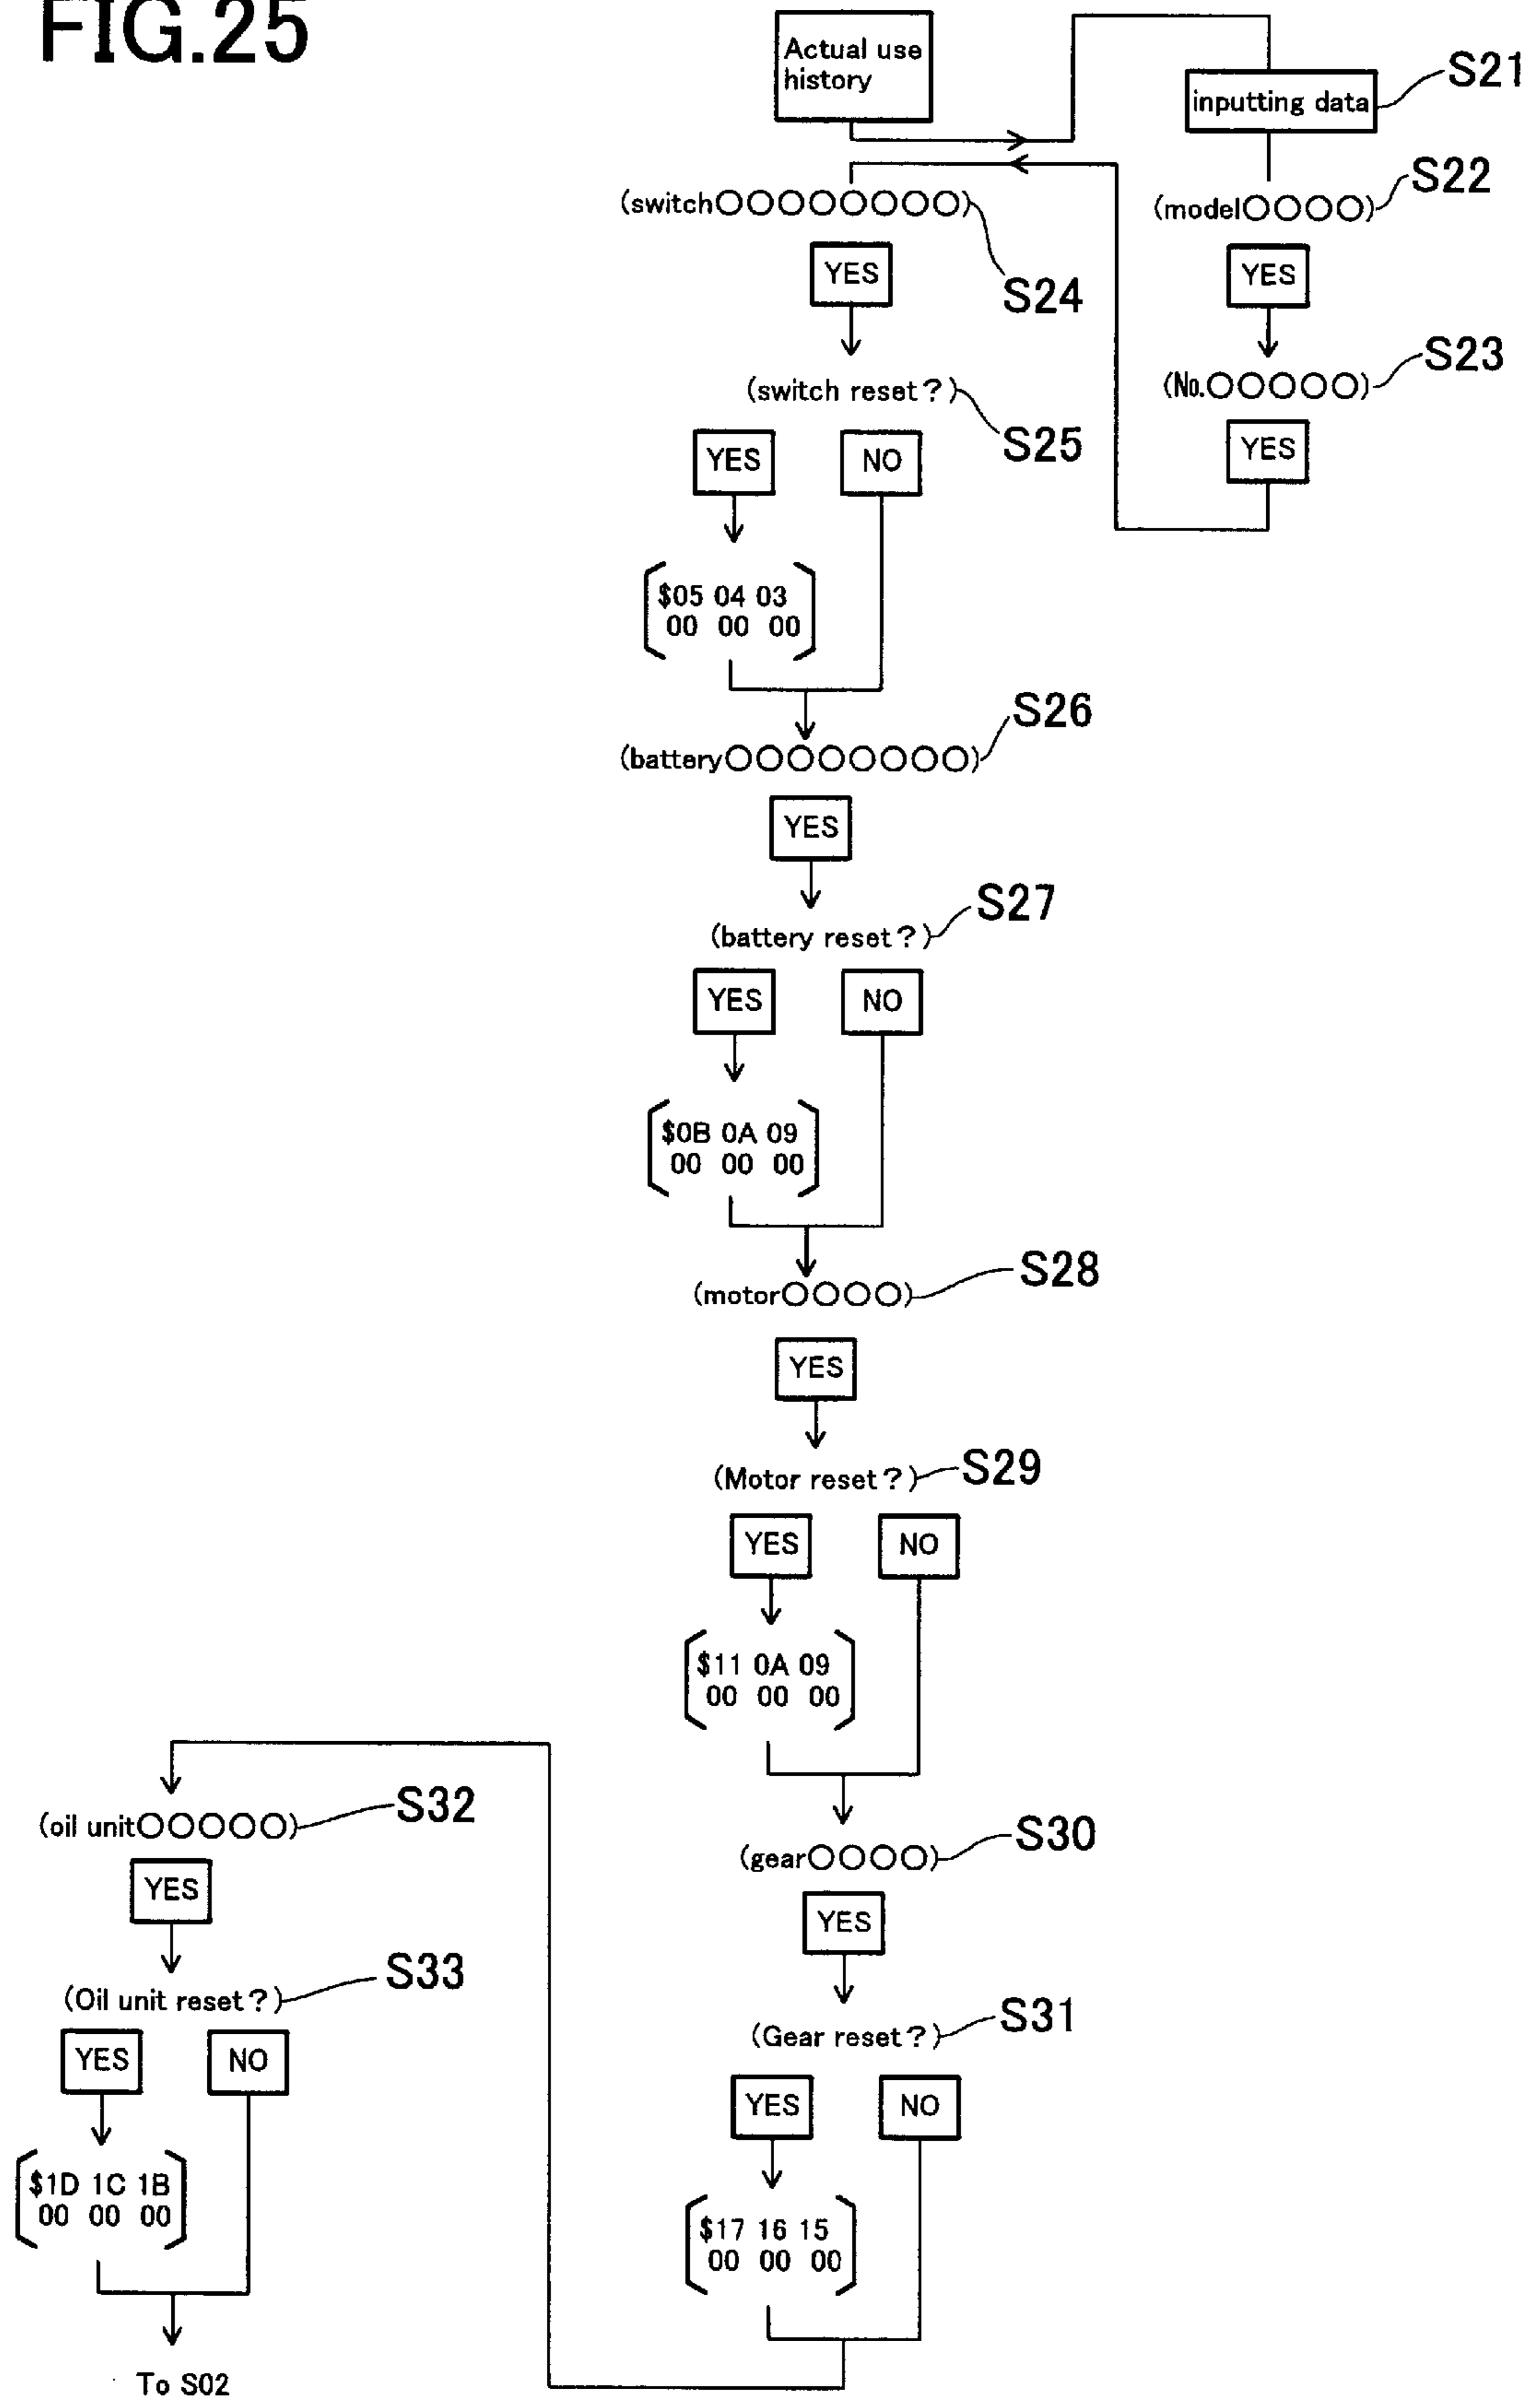 FIG.25
Actual use
history
inputting data
S21
(model○○○○)
S22
YES
(No.○○○○○)
S23
YES
(switch○○○○○○○○)
S24
YES
(switch reset?)
S25
YES
NO
$05 04 03
00 00 00
(battery○○○○○○○○)
S26
YES
(battery reset?)
S27
YES
NO
$0B 0A 09
00 00 00
(motor○○○○)
S28
YES
(Motor reset?)
S29
YES
NO
$11 0A 09
00 00 00
(gear○○○○)
S30
YES
(Gear reset?)
S31
YES
NO
$17 16 15
00 00 00
(oil unit○○○○○)
S32
YES
(Oil unit reset?)
S33
YES
NO
$1D 1C 1B
00 00 00
To S02